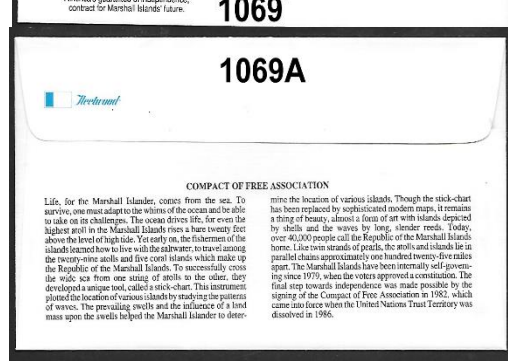 contract for Marshall Islands' future.
1069
1069A
Fleetwood
COMPACT OF FREE ASSOCIATION
Life, for the Marshall Islander, comes from the sea. To
survive, one must adapt to the whims of the ocean and be able
to take on its challenges. The ocean drives life, for even the
highest atoll in the Marshall Islands rises a bare twenty feet
above the level of high tide. Yet early on, the fishermen of the
islands learned how to live with the saltwater, to travel among
the twenty-nine atolls and five coral islands which make up
the Republic of the Marshall Islands. To successfully cross
the wide sea from one string of atolls to the other, they
developed a unique tool, called a stick-chart. This instrument
plotted the location of various islands by studying the patterns
of waves. The prevailing swells and the influence of a land
mass upon the swells helped the Marshall Islander to deter-
mine the location of various islands. Though the stick-chart
has been replaced by sophisticated modern maps, it remains
a thing of beauty, almost a form of art with islands depicted
by shells and the waves by long, slender reeds. Today,
over 40,000 people call the Republic of the Marshall Islands
home. Like twin strands of pearls, the atolls and islands lie in
parallel chains approximately one hundred twenty-five miles
apart. The Marshall Islands have been internally self-govern-
ing since 1979, when the voters approved a constitution. The
final step towards independence was made possible by the
signing of the Compact of Free Association in 1982, which
came into force when the United Nations Trust Territory was
dissolved in 1986.